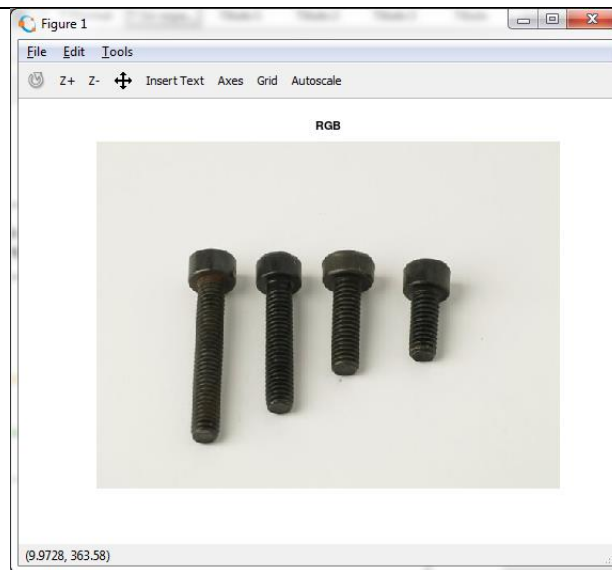 Figure 1
File Edit Tools
Z+ Z- Insert Text Axes Grid Autoscale
RGB
(9.9728, 363.58)